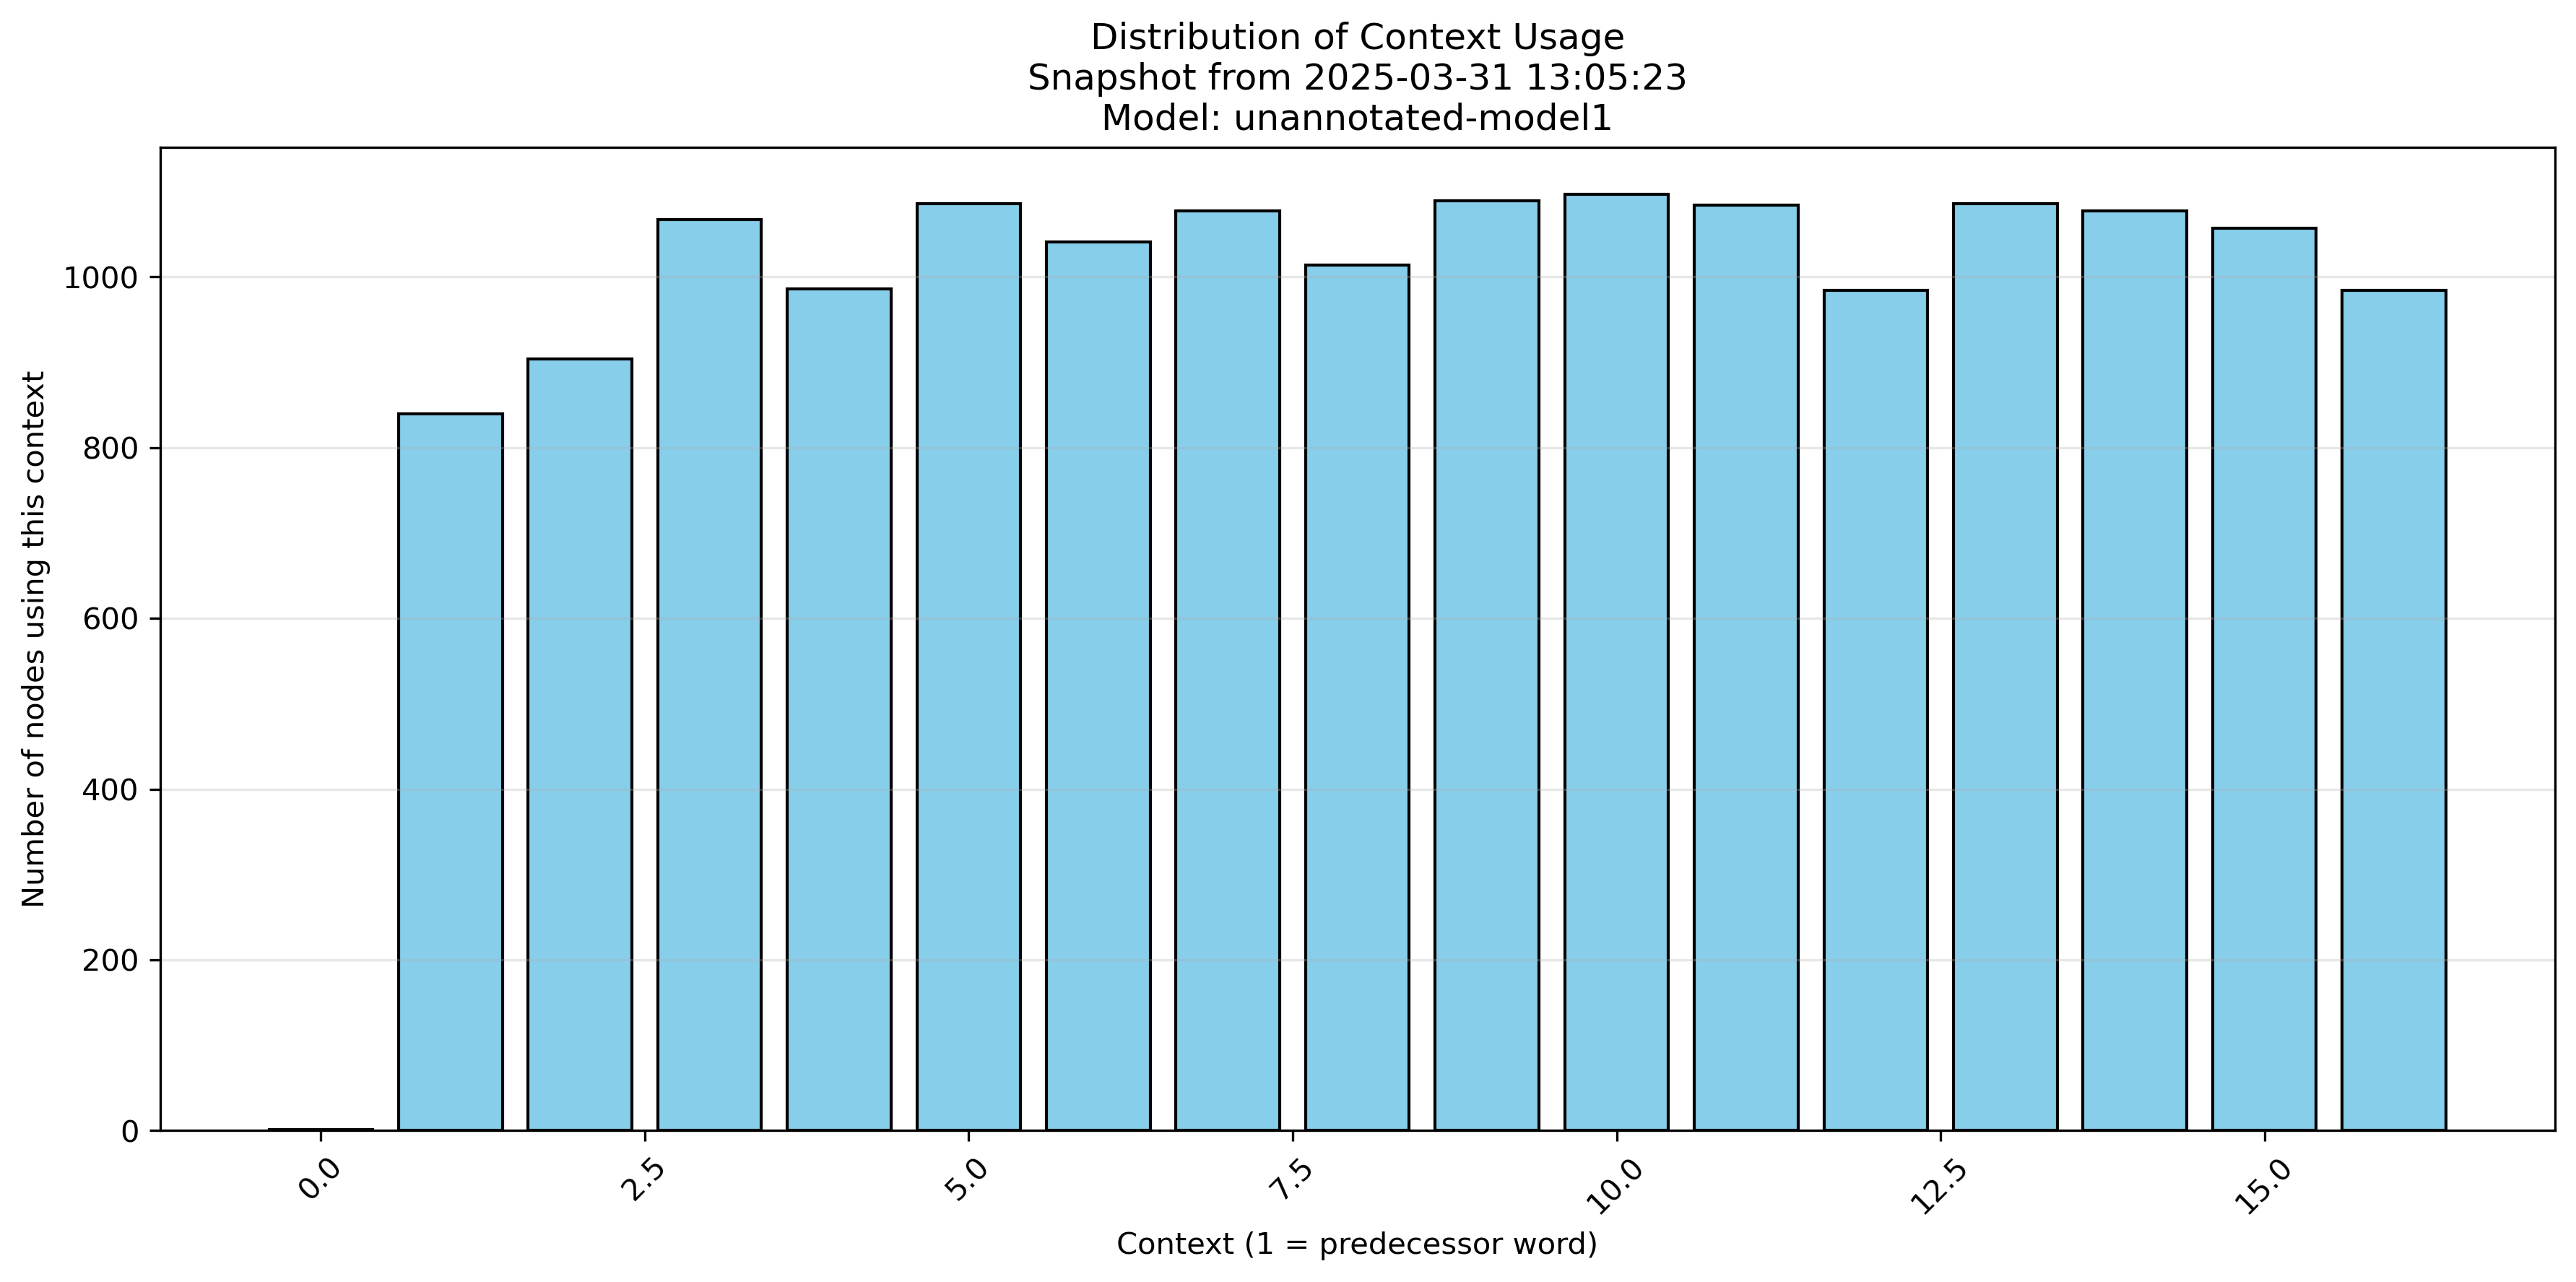 Distribution of Context Usage
Snapshot from 2025-03-31 13:05:23
Model: unannotated-model1
Number of nodes using this context
1000
800
600
400
200
0
0.0
2.5
5.0
7.5
10.0
12.5
15.0
Context (1 = predecessor word)